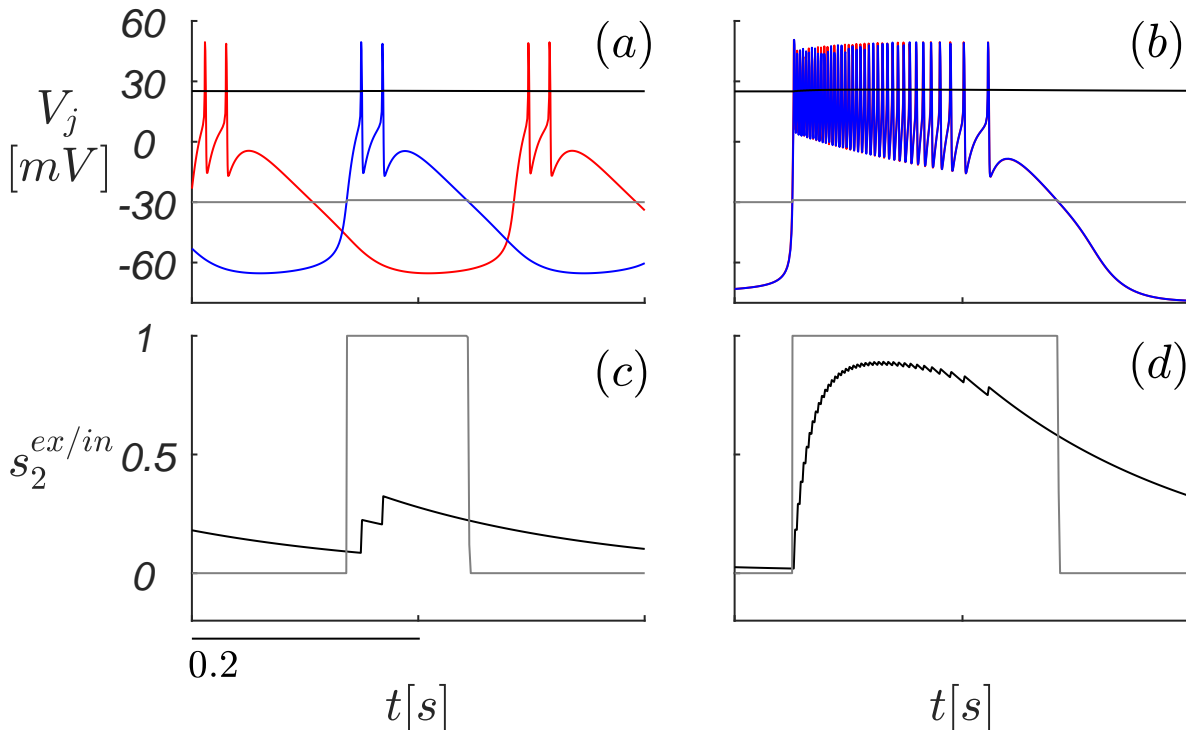 60
(a)
(b)
30
V_j
[mV]
0
-30
-60
1
(c)
(d)
s_2^{ex/in}
0.5
0
0.2
t[s]
t[s]